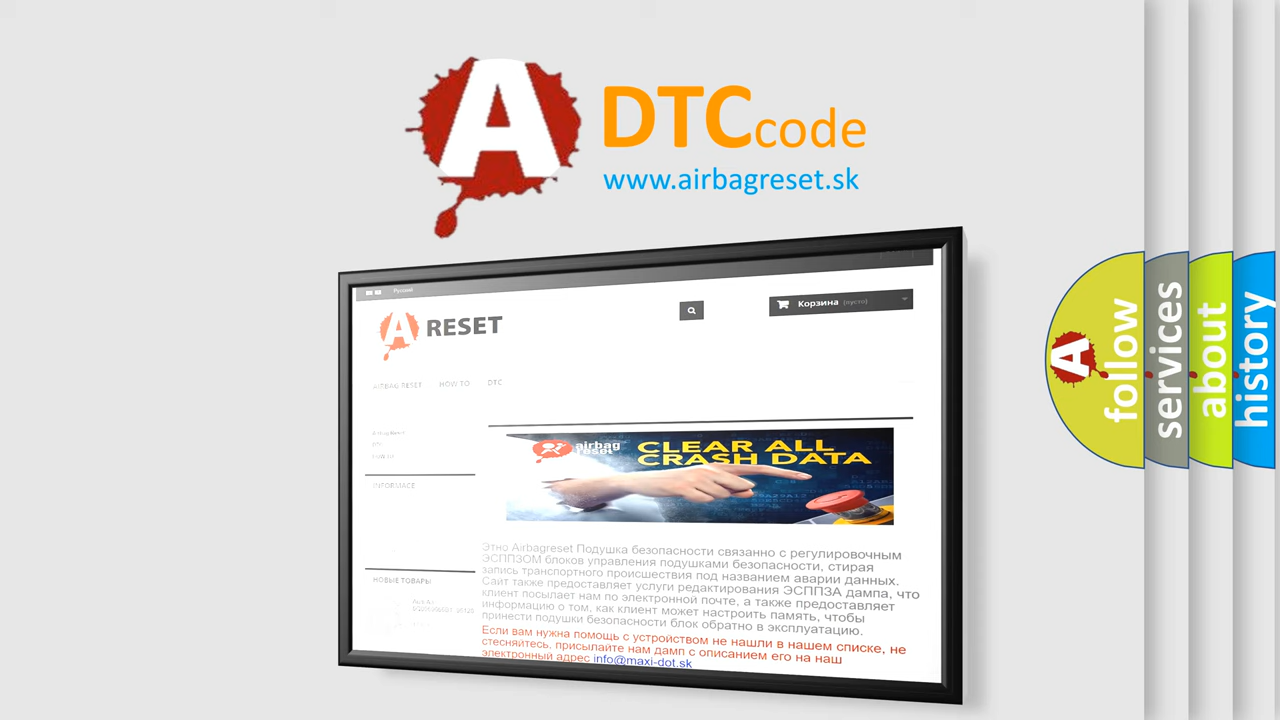 A DTC code
www.airbagreset.sk
Русский
A RESET
Корзина (пусто)
AIRBAG RESET HOW TO DTC
INFORMACE
НОВЫЕ ТОВАРЫ
airbag
reset
CLEAR ALL
CRASH DATA
Этно Airbagreset Подушка безопасности связанно с регулировочным
ЭСППЗОМ блоков управления подушками безопасности, стирая
запись транспортного происшествия под названием аварии данных.
Сайт также предоставляет услуги редактирования ЭСППЗА дампа, что
клиент посылает нам по электронной почте, а также предоставляет
информацию о том, как клиент может настроить память, чтобы
принести подушки безопасности блок обратно в эксплуатацию.
Если вам нужна помощь с устройством не нашли в нашем списке, не
стесняйтесь, присылайте нам дамп с описанием его на наш
электронный адрес info@maxi-dot.sk
A follow
services
about
history